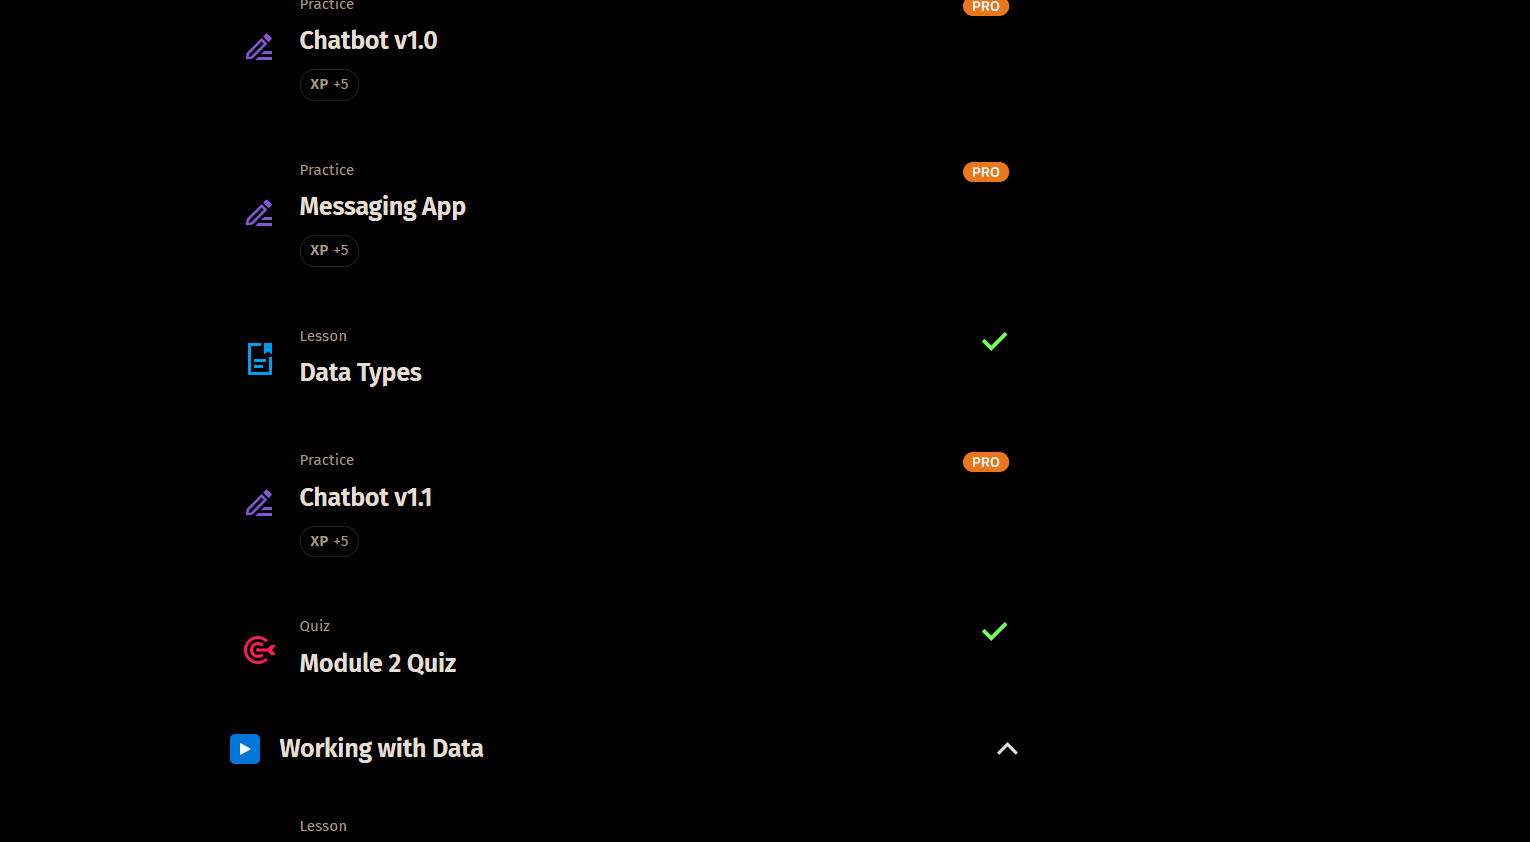 Practice
PRO
Chatbot v1.0
XP +5
Practice
PRO
Messaging App
XP +5
Lesson
Data Types
Practice
PRO
Chatbot v1.1
XP +5
Quiz
Module 2 Quiz
Working with Data
Lesson